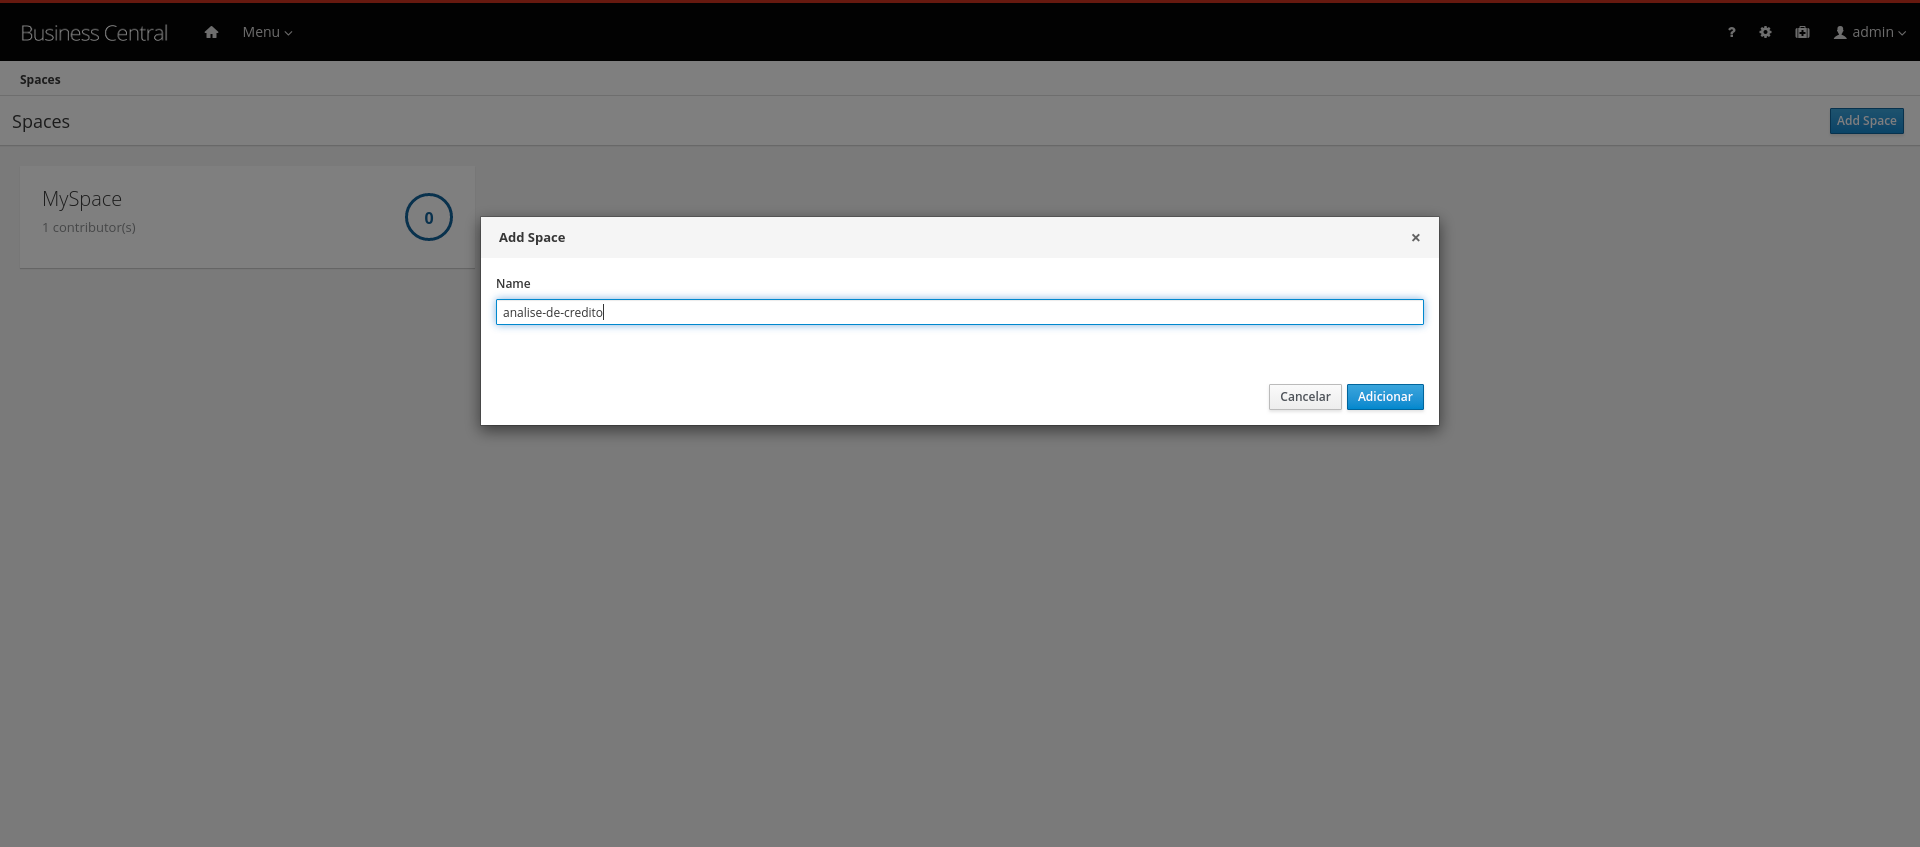 Business Central Menu ? admin
Spaces
Spaces Add Space
MySpace
1 contributor(s)
0
Add Space ×
Name
analise-de-credito
Cancelar Adicionar